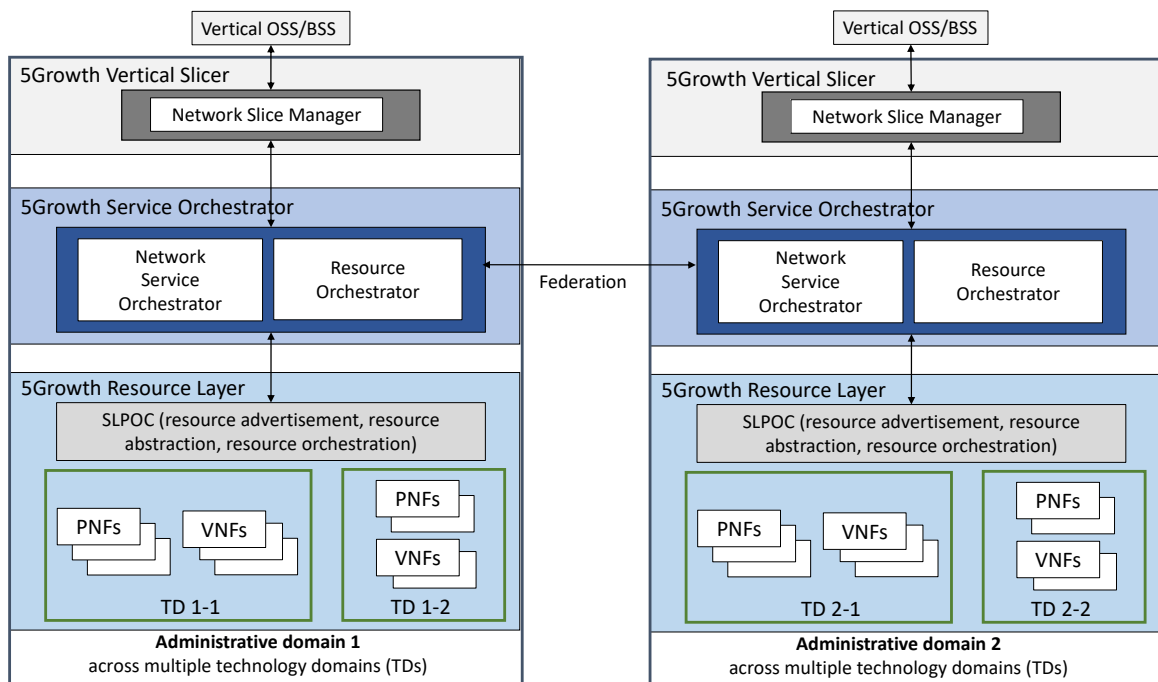 Vertical OSS/BSS
5Growth Vertical Slicer
Network Slice Manager
5Growth Service Orchestrator
Network
Service
Orchestrator
Resource
Orchestrator
5Growth Resource Layer
SLPOC (resource advertisement, resource
abstraction, resource orchestration)
PNFs
VNFs
TD 1-1
PNFs
VNFs
TD 1-2
Administrative domain 1
across multiple technology domains (TDs)
Federation
Vertical OSS/BSS
5Growth Vertical Slicer
Network Slice Manager
5Growth Service Orchestrator
Network
Service
Orchestrator
Resource
Orchestrator
5Growth Resource Layer
SLPOC (resource advertisement, resource
abstraction, resource orchestration)
PNFs
VNFs
TD 2-1
PNFs
VNFs
TD 2-2
Administrative domain 2
across multiple technology domains (TDs)